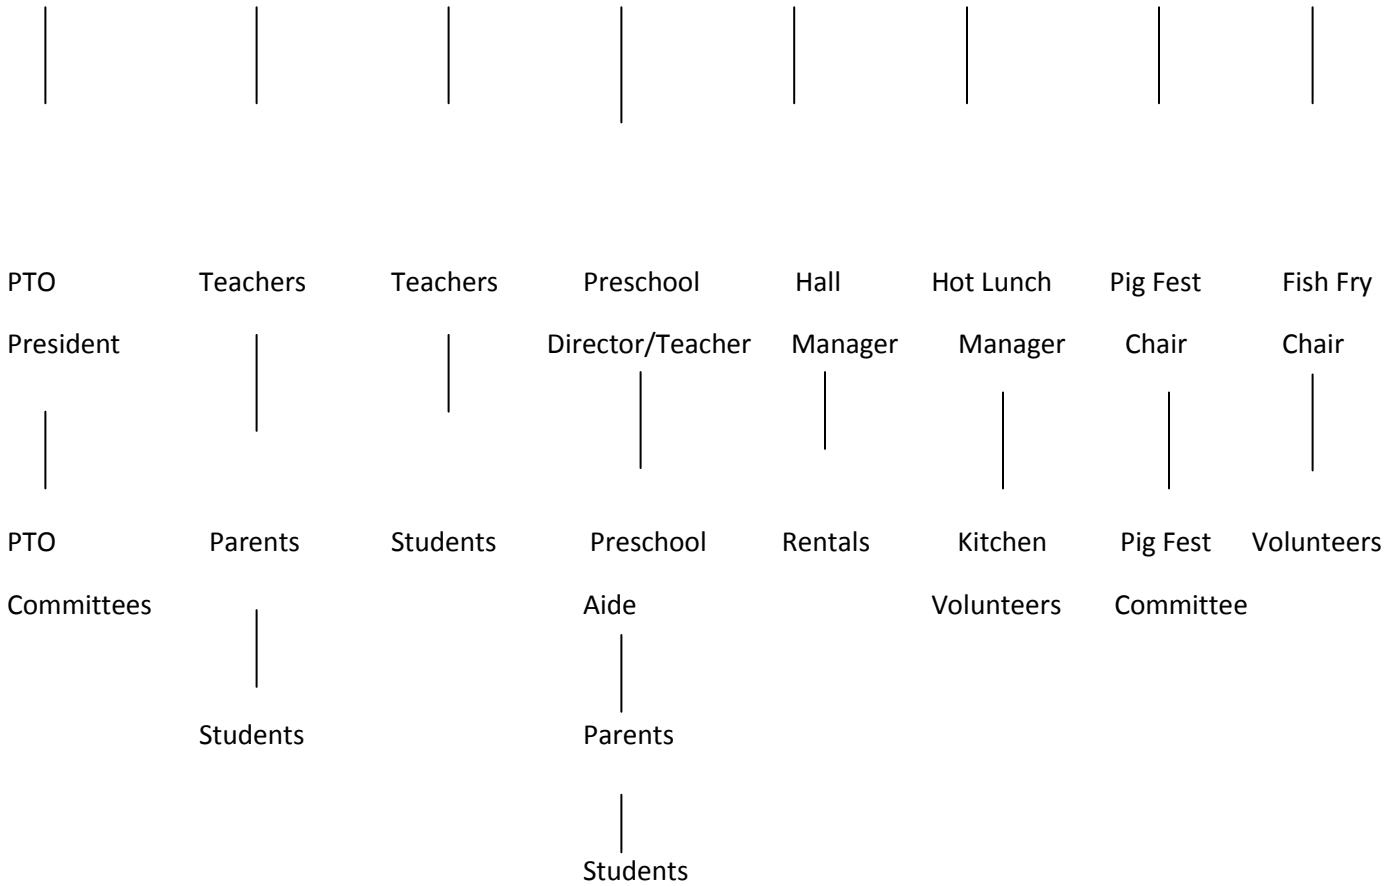 PTO Teachers Teachers Preschool Hall Hot Lunch Pig Fest Fish Fry
President Director/Teacher Manager Manager Chair Chair
PTO Parents Students Preschool Rentals Kitchen Pig Fest Volunteers
Committees Aide Volunteers Committee
Students Parents
Students